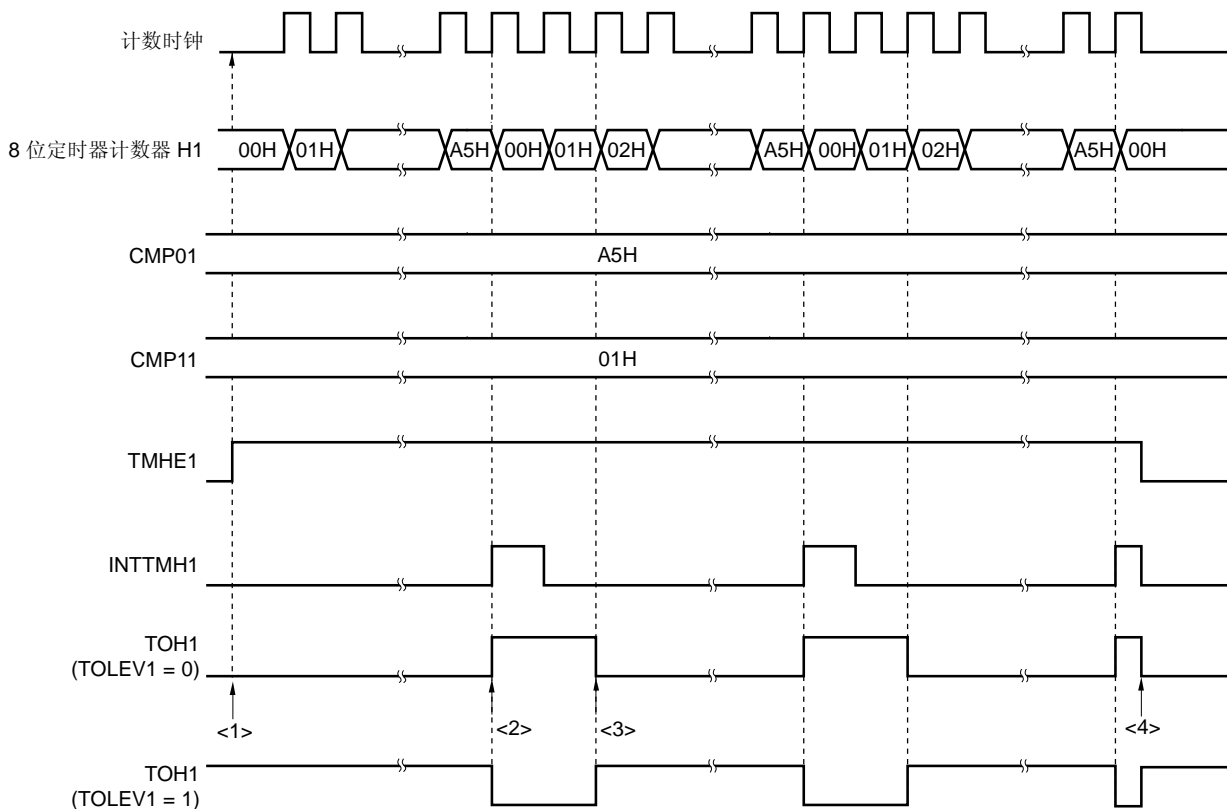 计数时钟
8 位定时器计数器 H1 00H 01H A5H 00H 01H 02H A5H 00H 01H 02H A5H 00H
CMP01 A5H
CMP11 01H
TMHE1
INTTMH1
TOH1
(TOLEV1 = 0)
<1> <2> <3> <4>
TOH1
(TOLEV1 = 1)